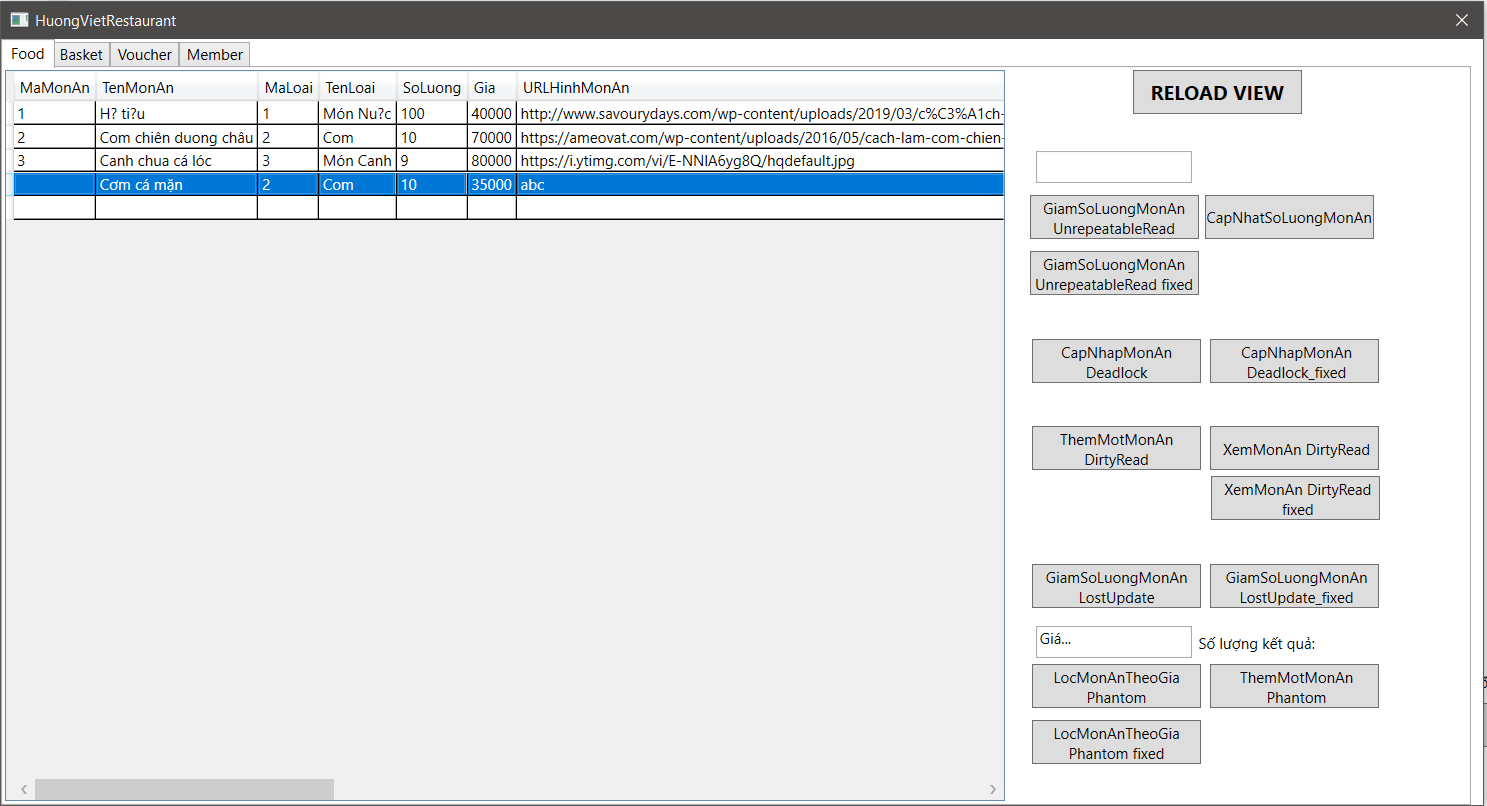 HuongVietRestaurant
Food Basket Voucher Member
MaMonAn TenMonAn MaLoai TenLoai SoLuong Gia URLHinhMonAn
1 H? ti?u 1 Món Nu?c 100 40000 http://www.savourydays.com/wp-content/uploads/2019/03/c%C3%A1ch-
2 Com chiên duong châu 2 Com 10 70000 https://ameovat.com/wp-content/uploads/2016/05/cach-lam-com-chien-
3 Canh chua cá lóc 3 Món Canh 9 80000 https://i.ytimg.com/vi/E-NNIA6yg8Q/hqdefault.jpg
Cơm cá mặn 2 Com 10 35000 abc
RELOAD VIEW
GiamSoLuongMonAn
UnrepeatableRead
CapNhatSoLuongMonAn
GiamSoLuongMonAn
UnrepeatableRead fixed
CapNhapMonAn
Deadlock
CapNhapMonAn
Deadlock_fixed
ThemMotMonAn
DirtyRead
XemMonAn DirtyRead
XemMonAn DirtyRead
fixed
GiamSoLuongMonAn
LostUpdate
GiamSoLuongMonAn
LostUpdate_fixed
Giá...
Số lượng kết quả:
LocMonAnTheoGia
Phantom
ThemMotMonAn
Phantom
LocMonAnTheoGia
Phantom fixed